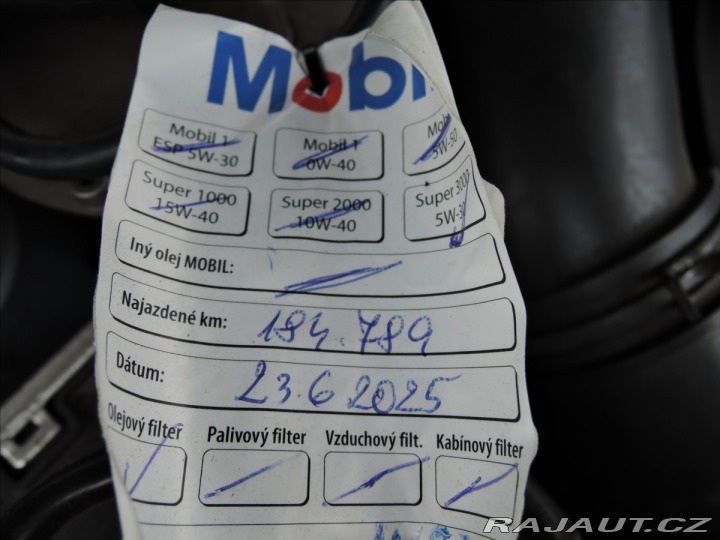 Mobil
Mobil 1 Mobil 1
ESP 5W-30 0W-40 5W-50
Super 1000 Super 2000 Super 3000
15W-40 10W-40 5W-30
Iný olej MOBIL:
Najazdené km: 184.789
Dátum: 23.6 2025
Olejový filter Palivový filter Vzduchový filt. Kabínový filter
RAJAUT.CZ